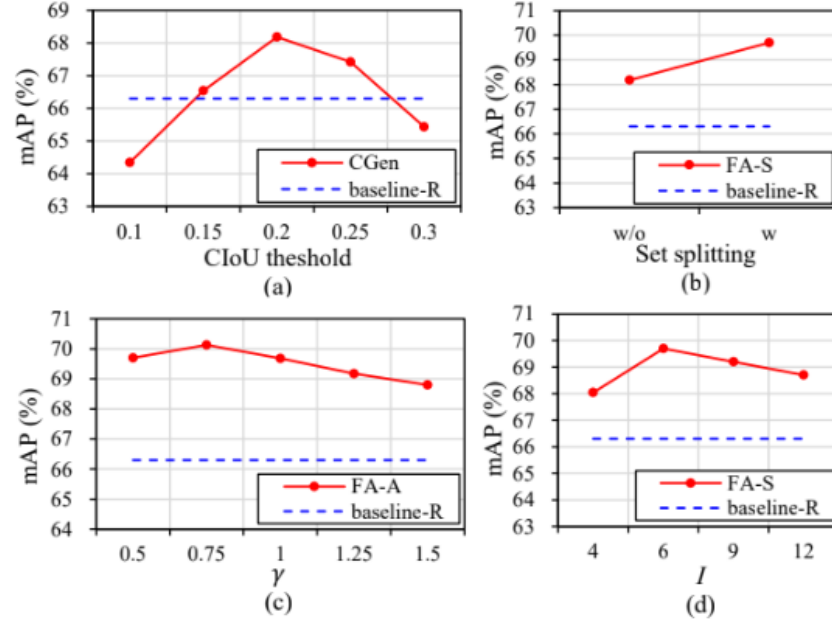 69
68
67
66
65
64
63
mAP (%)
CGen
baseline-R
0.1 0.15 0.2 0.25 0.3
CIoU theshold
(a)
71
70
69
68
67
66
65
64
63
mAP (%)
FA-S
baseline-R
w/o w
Set splitting
(b)
71
70
69
68
67
66
65
64
mAP (%)
FA-A
baseline-R
0.5 0.75 1 1.25 1.5
γ
(c)
71
70
69
68
67
66
65
64
63
mAP (%)
FA-S
baseline-R
4 6 9 12
I
(d)